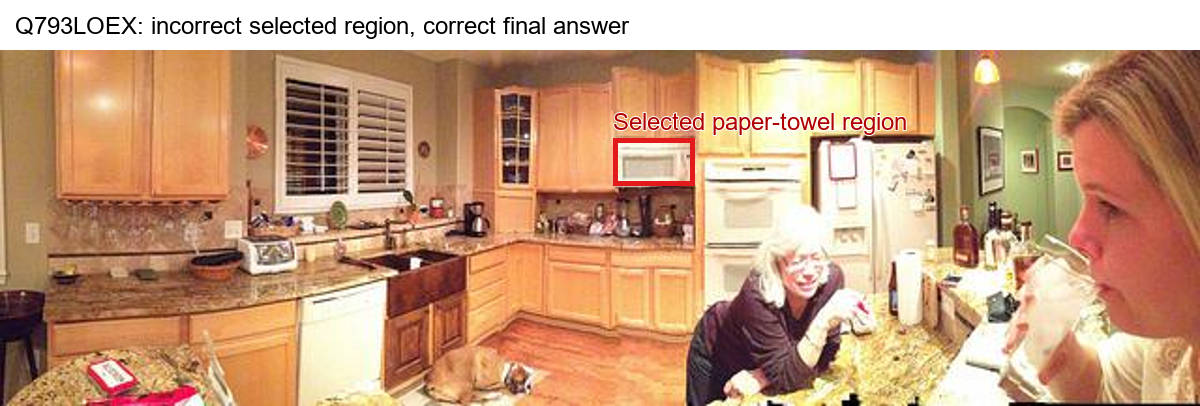 Q793LOEX: incorrect selected region, correct final answer
Selected paper-towel region